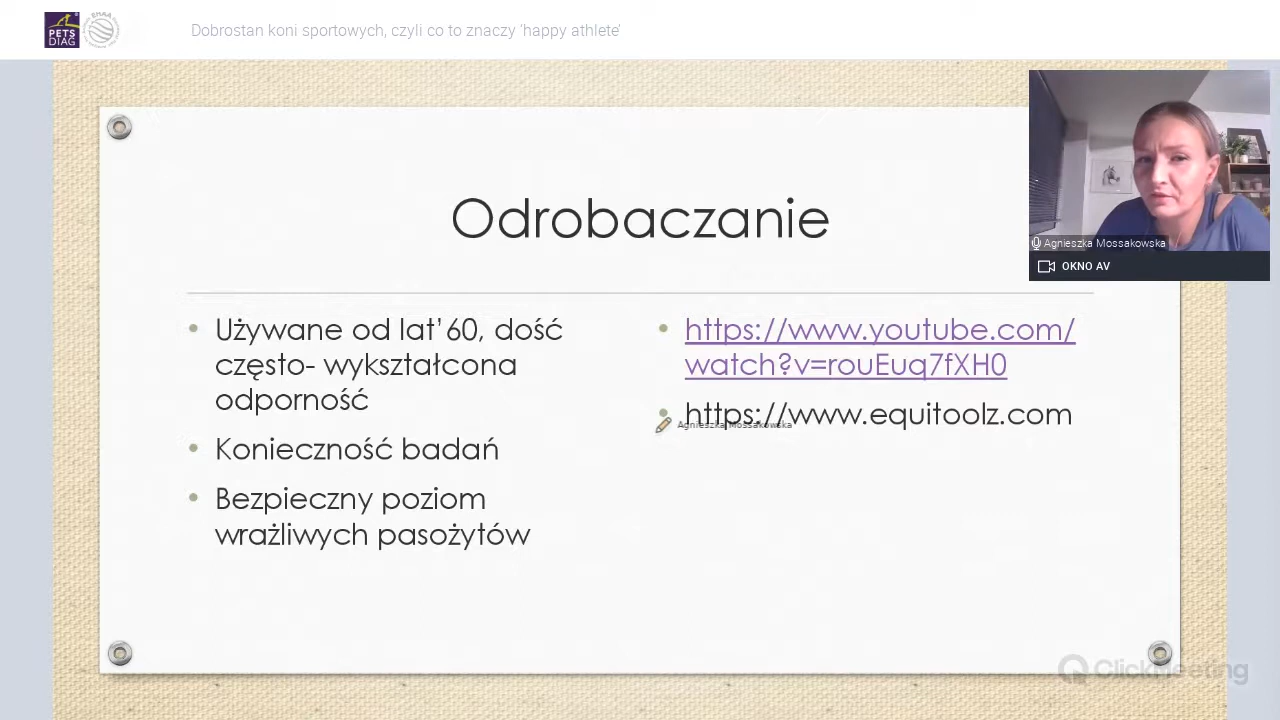 PETS
DIAG
Dobrostan koni sportowych, czyli co to znaczy 'happy athlete'
Agnieszka Mossakowska
OKNO AV
Odrobaczanie
• Używane od lat'60, dość
często- wykształcona
odporność
• Konieczność badań
• Bezpieczny poziom
wrażliwych pasożytów
• https://www.youtube.com/
watch?v=rouEuq7fXH0
• https://www.equitoolz.com
Agnieszka Mossakowska
ClickMeeting